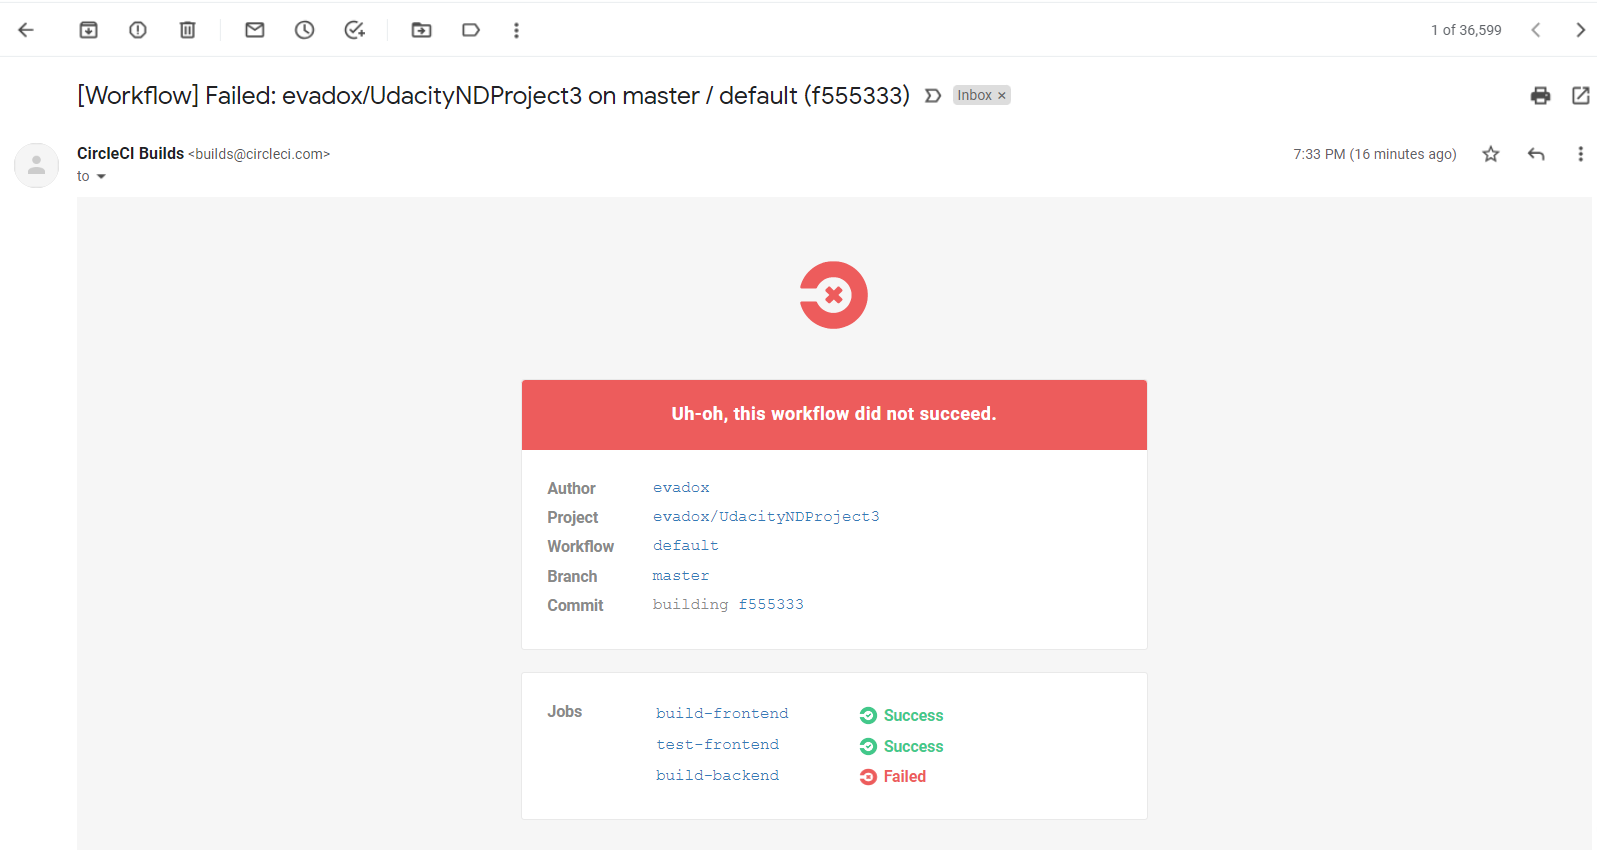 1 of 36,599
[Workflow] Failed: evadox/UdacityNDProject3 on master / default (f555333) Inbox ×
CircleCI Builds <builds@circleci.com> 7:33 PM (16 minutes ago)
to
Uh-oh, this workflow did not succeed.
Author evadox
Project evadox/UdacityNDProject3
Workflow default
Branch master
Commit building f555333
Jobs build-frontend Success
test-frontend Success
build-backend Failed